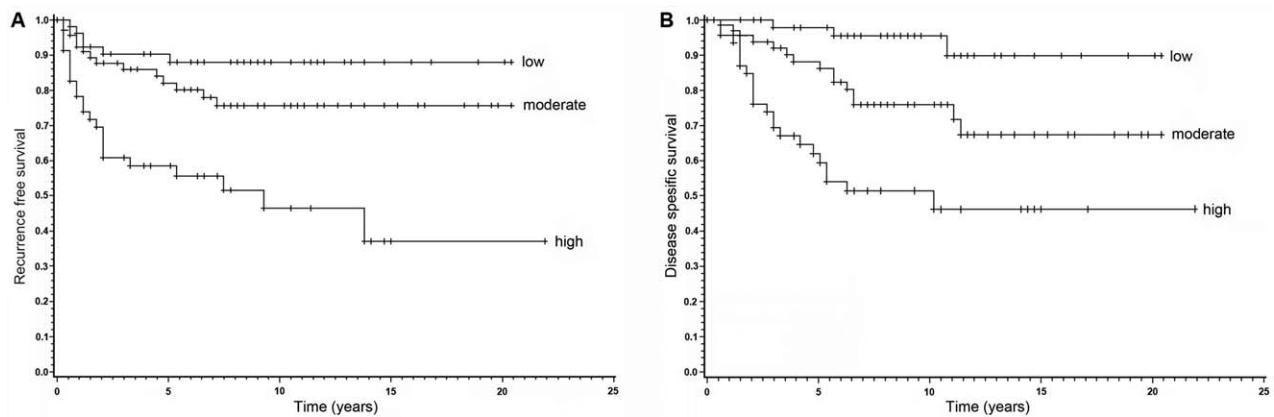 A
1.0
0.9
0.8
0.7
0.6
0.5
0.4
0.3
0.2
0.1
0.0
Recurrence free survival
low
moderate
high
0 5 10 15 20 25
Time (years)
B
1.0
0.9
0.8
0.7
0.6
0.5
0.4
0.3
0.2
0.1
0.0
Disease spesific survival
low
moderate
high
0 5 10 15 20 25
Time (years)